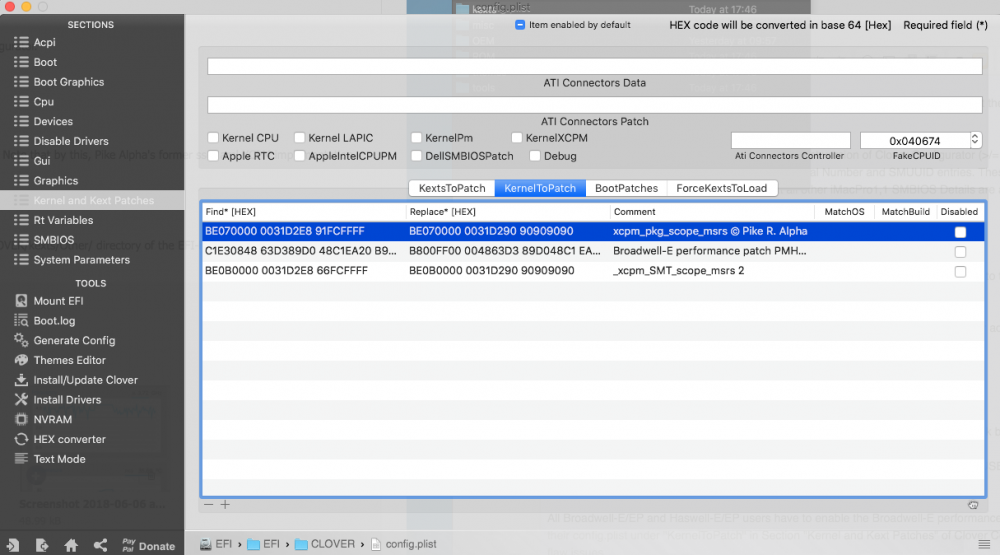 config.plist
Today at 17:46
SECTIONS
Item enabled by default
HEX code will be converted in base 64 [Hex]
Required field (*)
Acpi
Boot
Boot Graphics
Cpu
Devices
Disable Drivers
Gui
Graphics
Kernel and Kext Patches
Rt Variables
SMBIOS
System Parameters
TOOLS
Mount EFI
Boot.log
Generate Config
Themes Editor
Install/Update Clover
Install Drivers
NVRAM
HEX converter
Text Mode
ATI Connectors Data
ATI Connectors Patch
Kernel CPU Kernel LAPIC KernelPm KernelXCPM
Apple RTC AppleIntelCPUPM DellSMBIOSPatch Debug
Ati Connectors Controller
0x040674
FakeCPUID
KextsToPatch KernelToPatch BootPatches ForceKextsToLoad
Find* [HEX] Replace* [HEX] Comment MatchOS MatchBuild Disabled
BE070000 0031D2E8 91FCFFFF BE070000 0031D290 90909090 xcpm_pkg_scope_msrs © Pike R. Alpha
C1E30848 63D389D0 48C1EA20 B9... B800FF00 004863D3 89D048C1 EA... Broadwell-E performance patch PMH...
BE0B0000 0031D2E8 66FCFFFF BE0B0000 0031D290 90909090 _xcpm_SMT_scope_msrs 2
Pay Pal Donate
EFI › EFI › CLOVER › config.plist